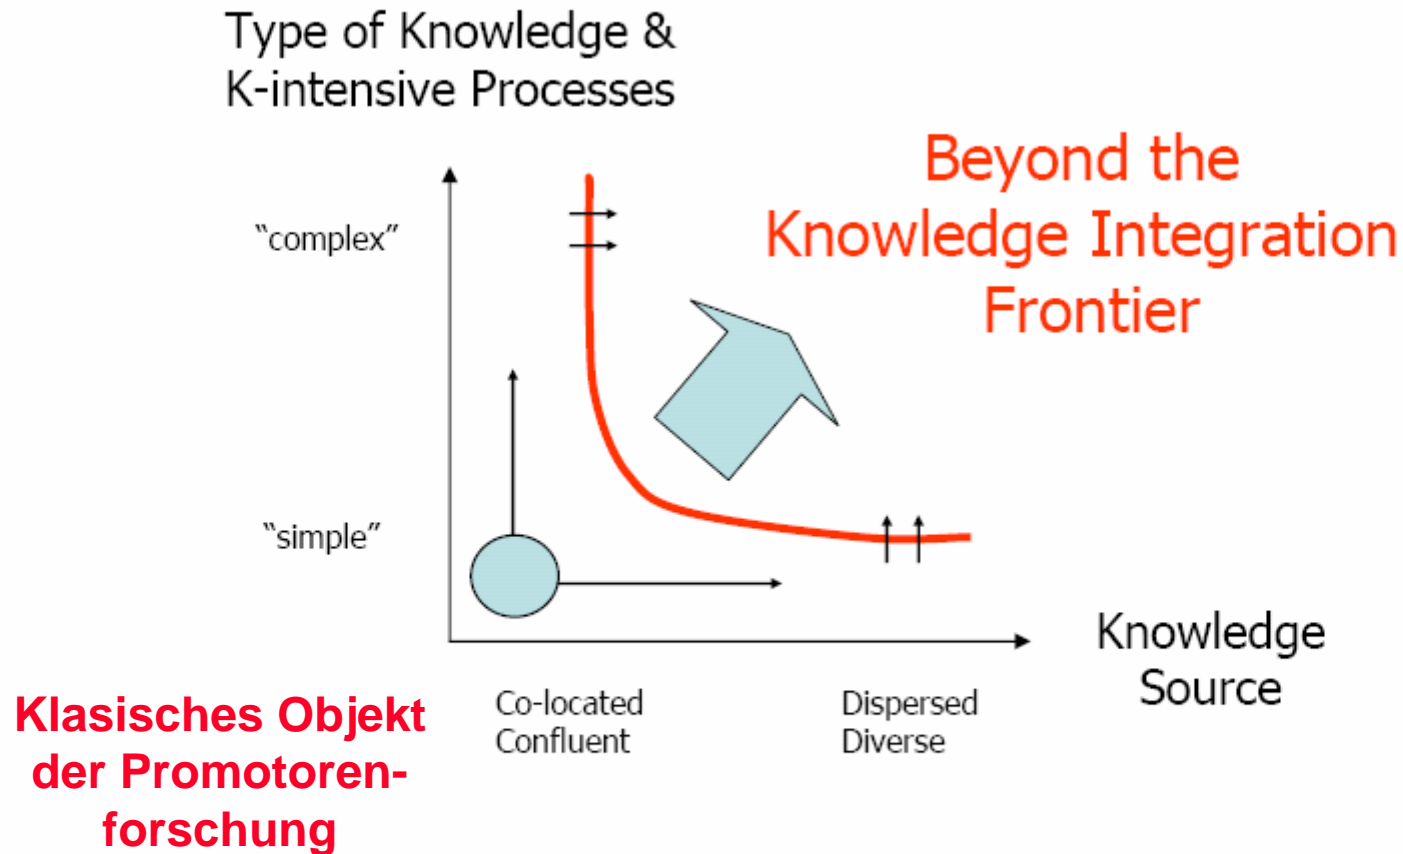 Type of Knowledge &
K-intensive Processes
Beyond the
Knowledge Integration
Frontier
“complex”
“simple”
Knowledge
Source
Co-located
Confluent
Dispersed
Diverse
Klasisches Objekt
der Promotoren-
forschung